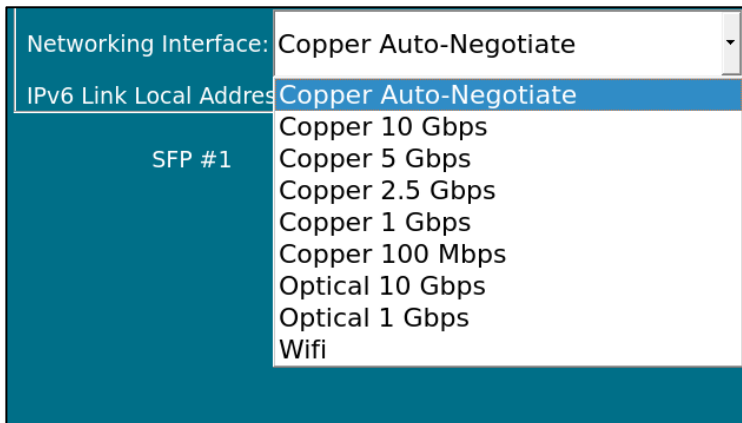 Networking Interface: Copper Auto-Negotiate
IPv6 Link Local Addres Copper Auto-Negotiate
Copper 10 Gbps
SFP #1 Copper 5 Gbps
Copper 2.5 Gbps
Copper 1 Gbps
Copper 100 Mbps
Optical 10 Gbps
Optical 1 Gbps
Wifi